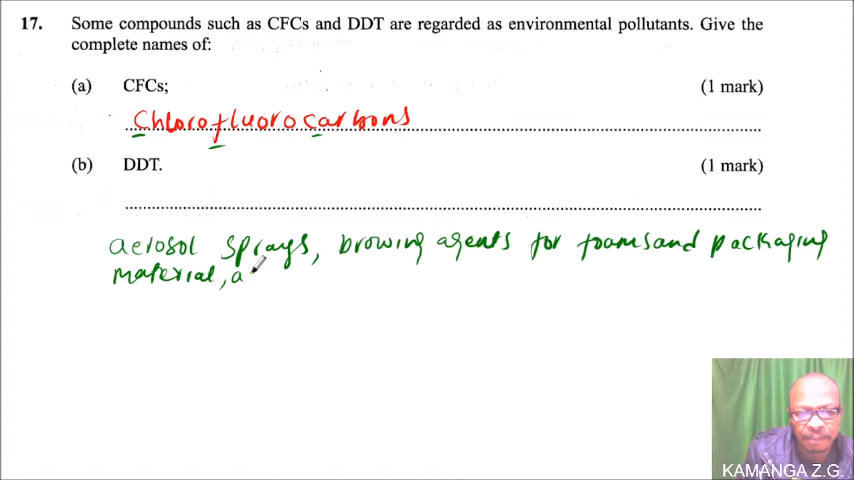 17. Some compounds such as CFCs and DDT are regarded as environmental pollutants. Give the
complete names of:
(a) CFCs; (1 mark)
Chlorofluorocarbons
(b) DDT. (1 mark)
aerosol sprays, browing agents for foams and packaging
material, a
KAMANGA Z.G.